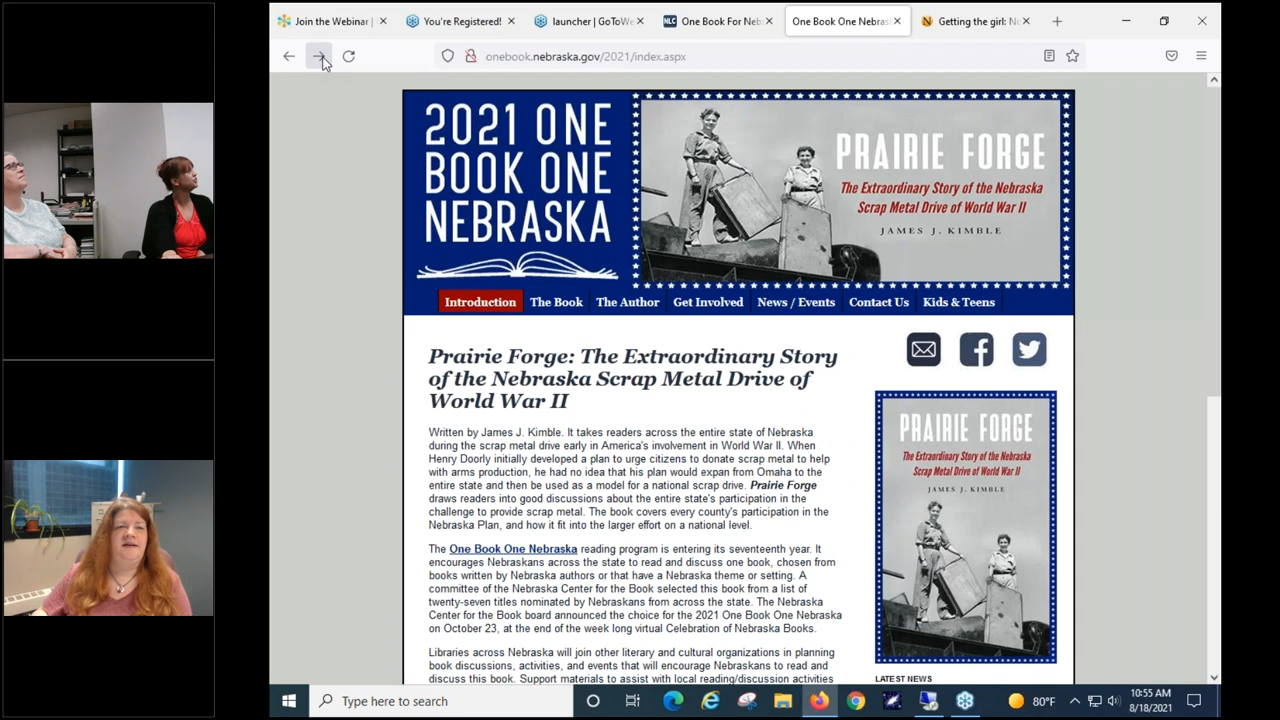 Join the Webinar |
You're Registered!
launcher | GoToWe
One Book For Neb
One Book One Nebras
Getting the girl: Ne
onebook.nebraska.gov/2021/index.aspx
2021 ONE
BOOK ONE
NEBRASKA
PRAIRIE FORGE
The Extraordinary Story of the Nebraska
Scrap Metal Drive of World War II
JAMES J. KIMBLE
Introduction
The Book
The Author
Get Involved
News / Events
Contact Us
Kids & Teens
Prairie Forge: The Extraordinary Story
of the Nebraska Scrap Metal Drive of
World War II
Written by James J. Kimble. It takes readers across the entire state of Nebraska
during the scrap metal drive early in America's involvement in World War II. When
Henry Doorly initially developed a plan to urge citizens to donate scrap metal to help
with arms production, he had no idea that his plan would expan from Omaha to the
entire state and then be used as a model for a national scrap drive. Prairie Forge
draws readers into good discussions about the entire state's participation in the
challenge to provide scrap metal. The book covers every county's participation in the
Nebraska Plan, and how it fit into the larger effort on a national level.
The One Book One Nebraska reading program is entering its seventeenth year. It
encourages Nebraskans across the state to read and discuss one book, chosen from
books written by Nebraska authors or that have a Nebraska theme or setting. A
committee of the Nebraska Center for the Book selected this book from a list of
twenty-seven titles nominated by Nebraskans from across the state. The Nebraska
Center for the Book board announced the choice for the 2021 One Book One Nebraska
on October 23, at the end of the week long virtual Celebration of Nebraska Books.
Libraries across Nebraska will join other literary and cultural organizations in planning
book discussions, activities, and events that will encourage Nebraskans to read and
discuss this book. Support materials to assist with local reading/discussion activities
PRAIRIE FORGE
The Extraordinary Story of the Nebraska
Scrap Metal Drive of World War II
JAMES J. KIMBLE
LATEST NEWS
Type here to search
80°F
10:55 AM
8/18/2021